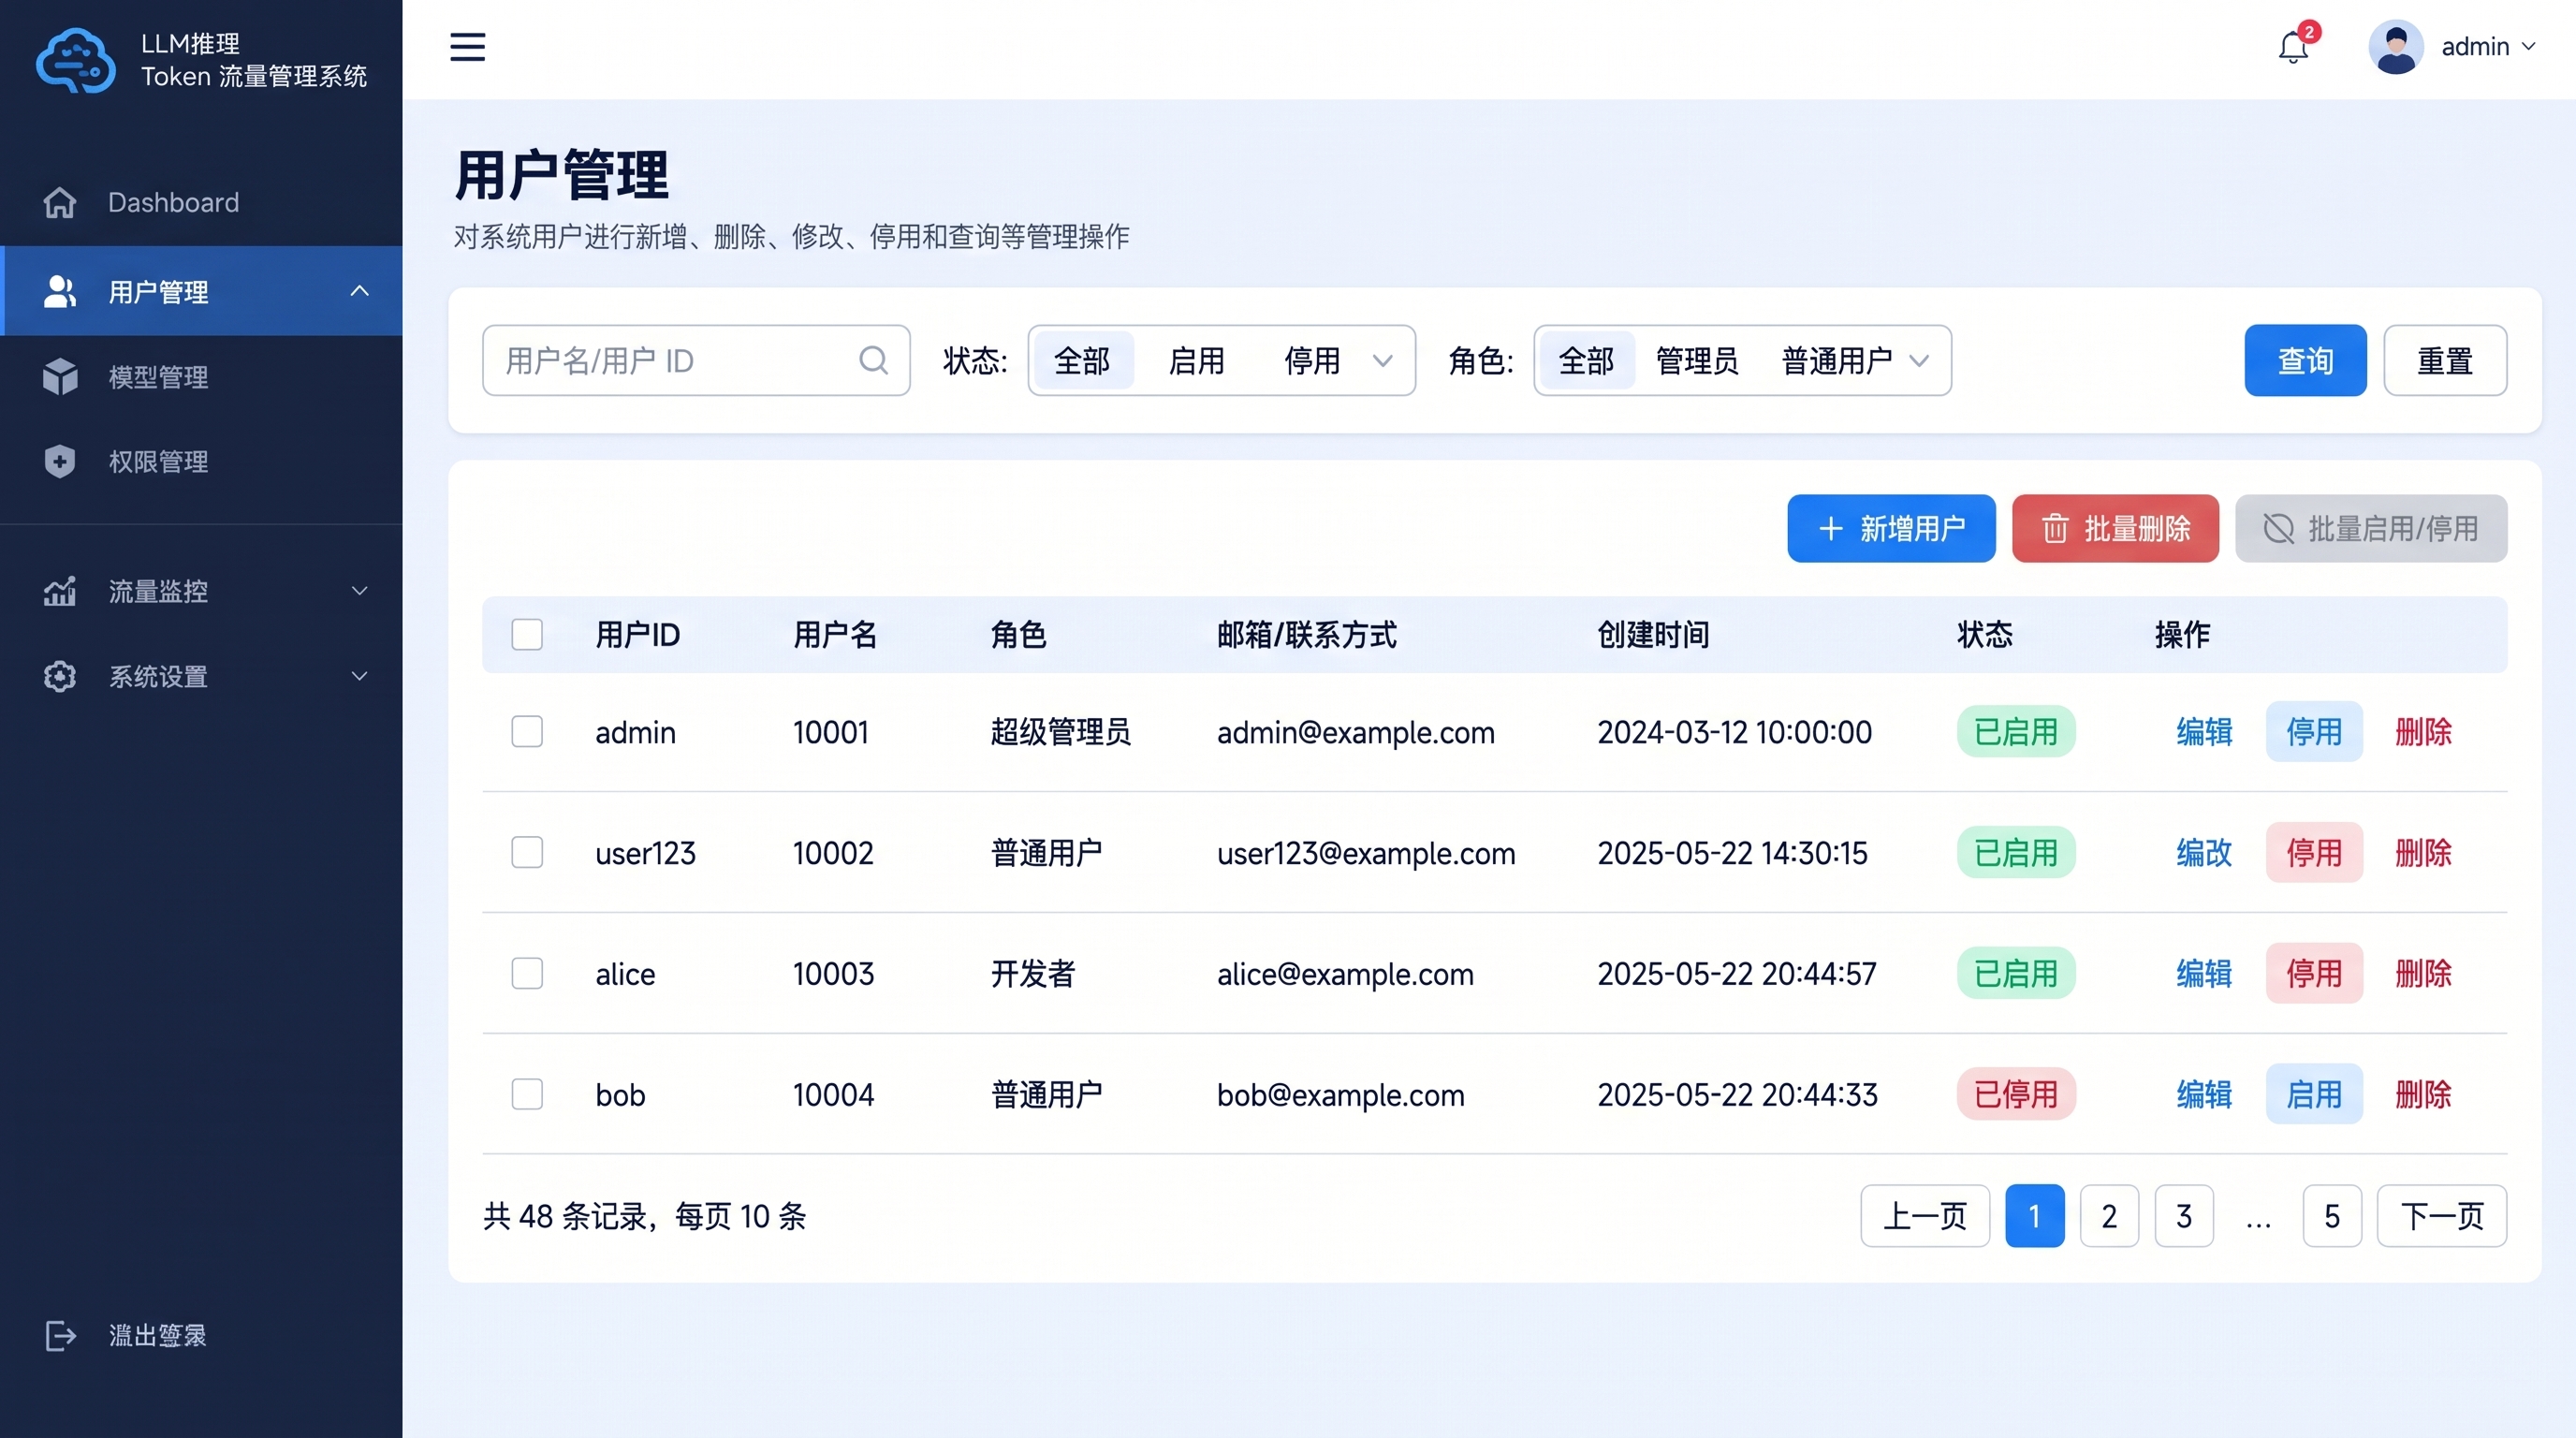 LLM推理
Token 流量管理系统
Dashboard
用户管理
模型管理
权限管理
流量监控
系统设置
2
admin
用户管理
对系统用户进行新增、删除、修改、停用和查询等管理操作
用户名/用户 ID
状态: 全部 启用 停用
角色: 全部 管理员 普通用户
查询 重置
新增用户 批量删除 批量启用/停用
用户ID 用户名 角色 邮箱/联系方式 创建时间 状态 操作
admin 10001 超级管理员 admin@example.com 2024-03-12 10:00:00 已启用 编辑 停用 删除
user123 10002 普通用户 user123@example.com 2025-05-22 14:30:15 已启用 编改 停用 删除
alice 10003 开发者 alice@example.com 2025-05-22 20:44:57 已启用 编辑 停用 删除
bob 10004 普通用户 bob@example.com 2025-05-22 20:44:33 已停用 编辑 启用 删除
共 48 条记录，每页 10 条
上一页 1 2 3 ... 5 下一页